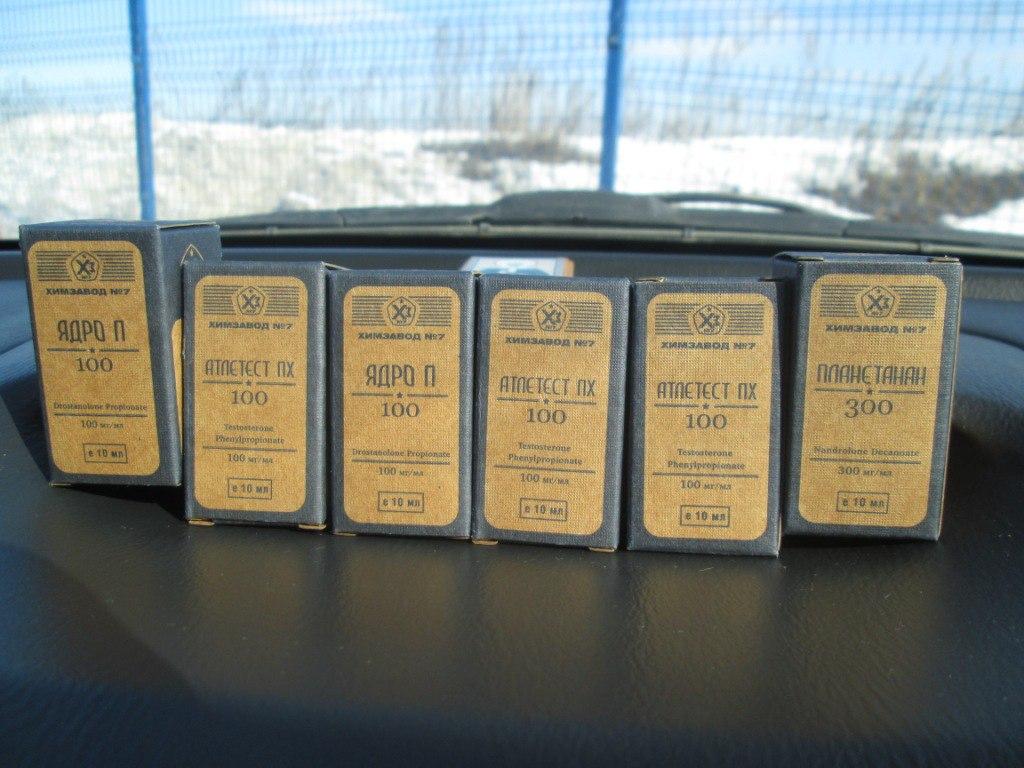 ХИМЗАВОД №7
ЯДРО П
100
Drostanolone Propionate
100 мг/мл
е 10 мл
ХИМЗАВОД №7
АТЛЕТЕСТ ПХ
100
Testosterone
Phenylpropionate
100 мг/мл
е 10 мл
ХИМЗАВОД №7
ЯДРО П
100
Drostanolone Propionate
100 мг/мл
е 10 мл
ХИМЗАВОД №7
АТЛЕТЕСТ ПХ
100
Testosterone
Phenylpropionate
100 мг/мл
е 10 мл
ХИМЗАВОД №7
АТЛЕТЕСТ ПХ
100
Testosterone
Phenylpropionate
100 мг/мл
е 10 мл
ХИМЗАВОД №7
ПЛАНЕТАНАН
300
Nandrolone Decanoate
300 мг/мл
е 10 мл